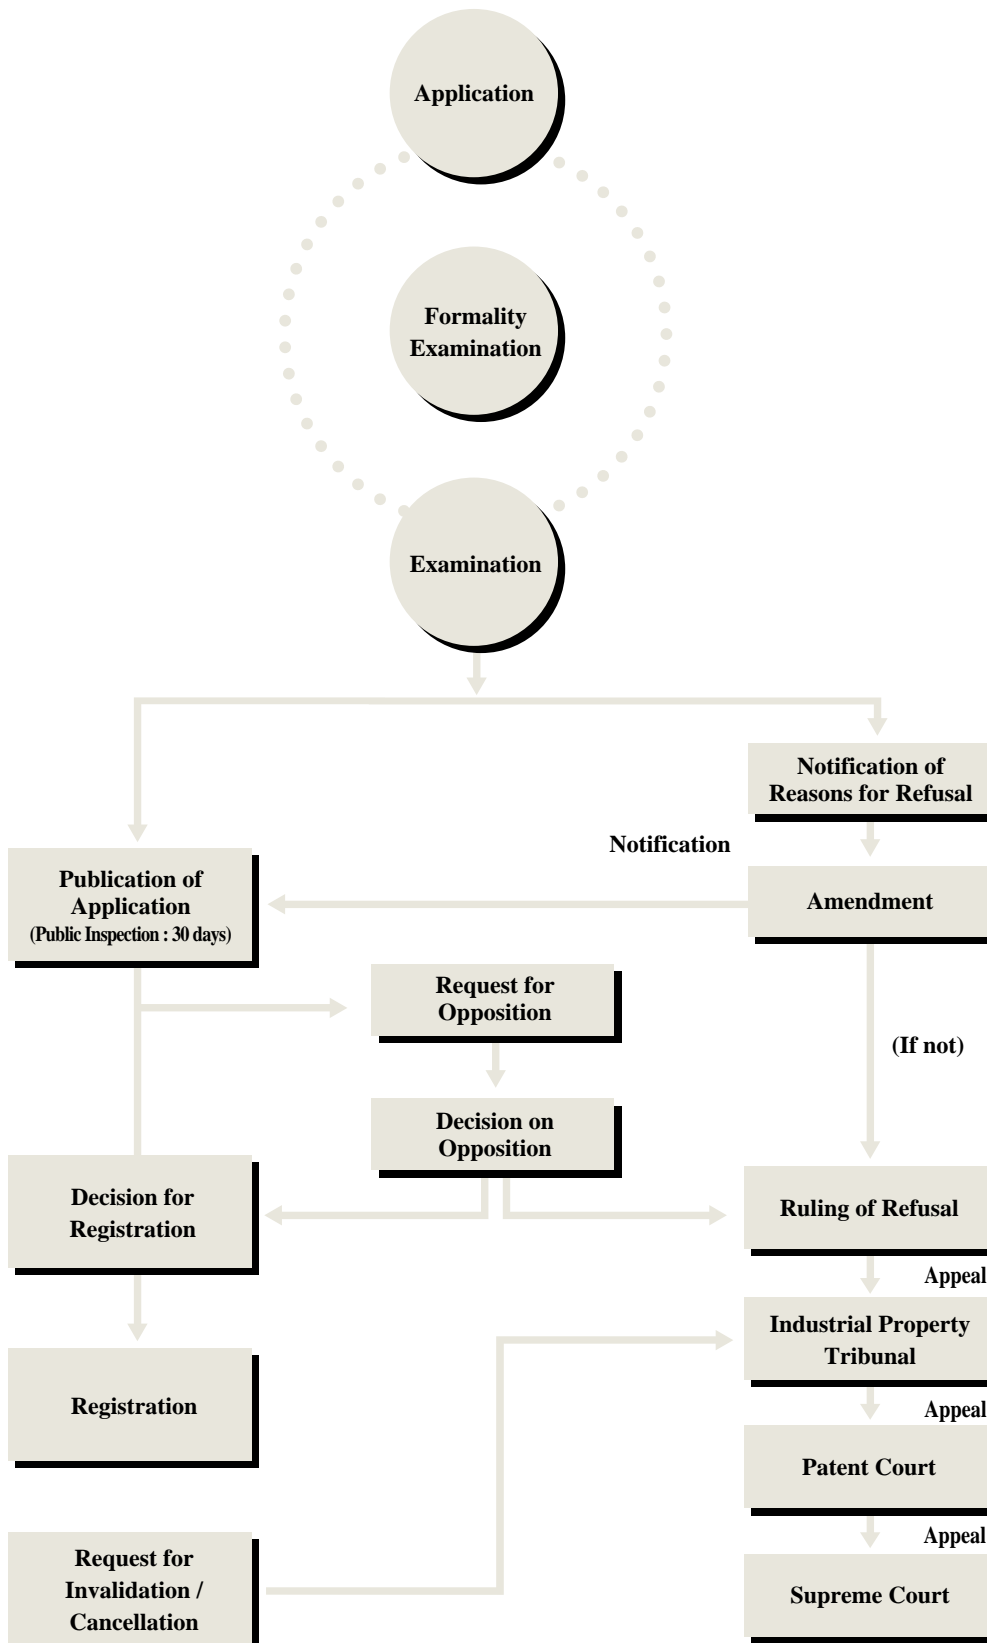 Application
Formality
Examination
Examination
Notification of
Reasons for Refusal
Notification
Publication of
Application
(Public Inspection : 30 days)
Amendment
Request for
Opposition
(If not)
Decision on
Opposition
Decision for
Registration
Ruling of Refusal
Appeal
Industrial Property
Tribunal
Registration
Appeal
Patent Court
Appeal
Request for
Invalidation /
Cancellation
Supreme Court